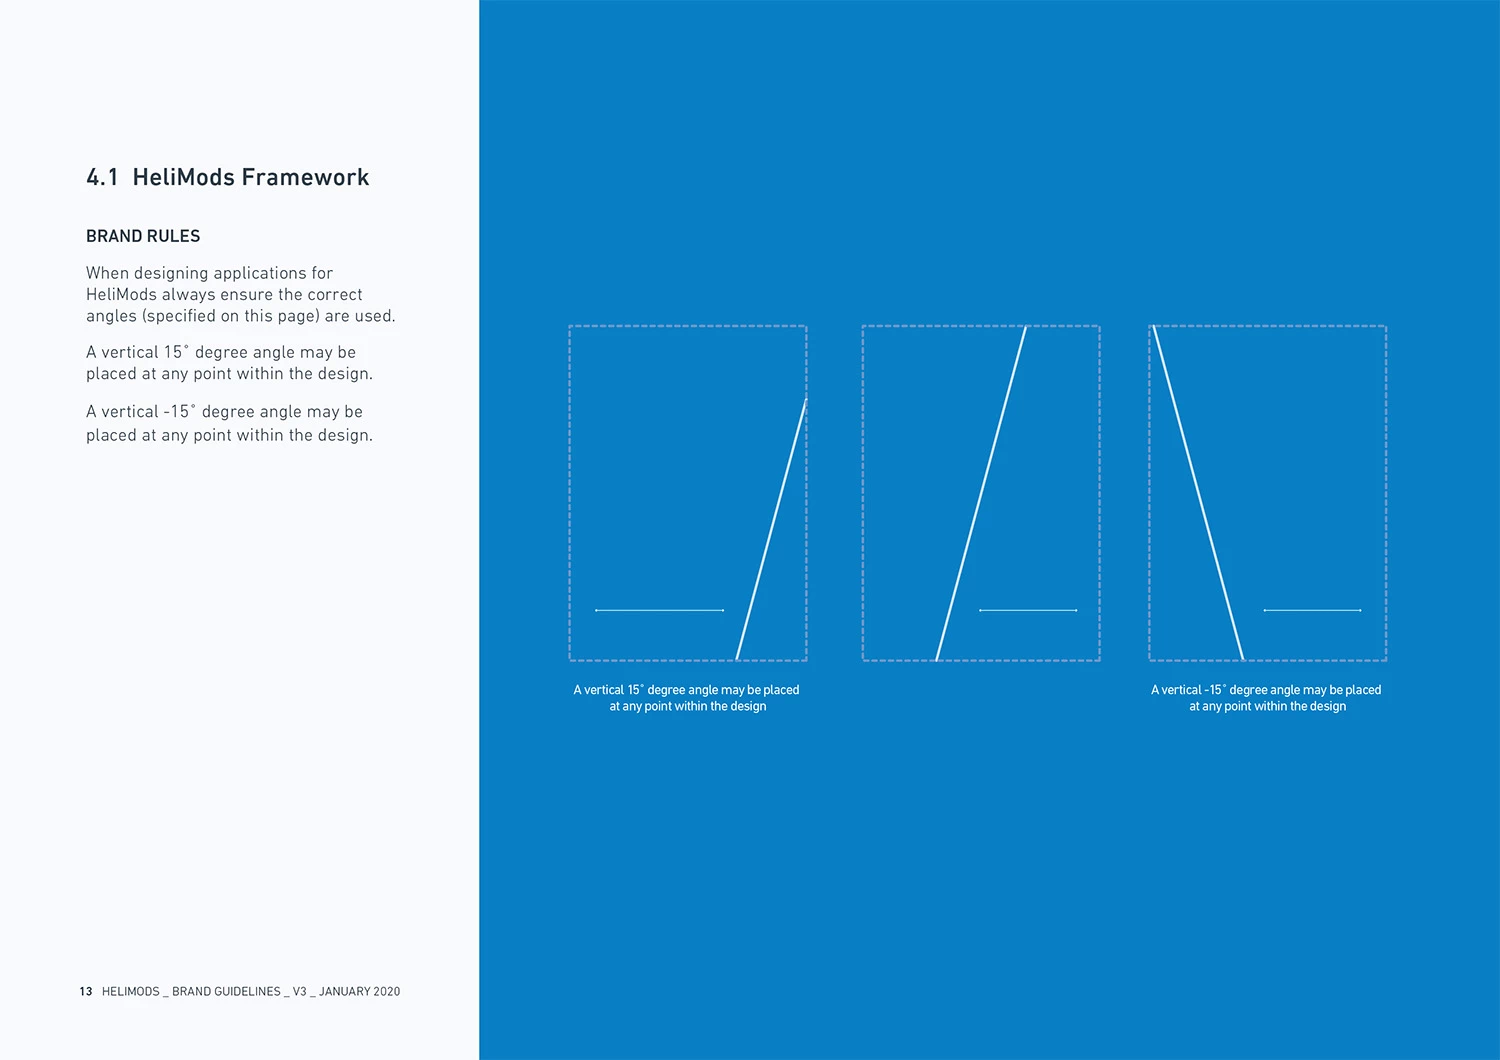 4.1 HeliMods Framework
BRAND RULES
When designing applications for
HeliMods always ensure the correct
angles (specified on this page) are used.
A vertical 15˚ degree angle may be
placed at any point within the design.
A vertical -15˚ degree angle may be
placed at any point within the design.
A vertical 15˚ degree angle may be placed
at any point within the design
A vertical -15˚ degree angle may be placed
at any point within the design
13 HELIMODS _ BRAND GUIDELINES _ V3 _ JANUARY 2020